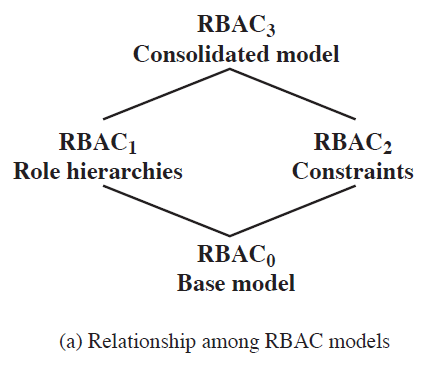 RBAC₃
Consolidated model
RBAC₁
Role hierarchies
RBAC₂
Constraints
RBAC₀
Base model
(a) Relationship among RBAC models